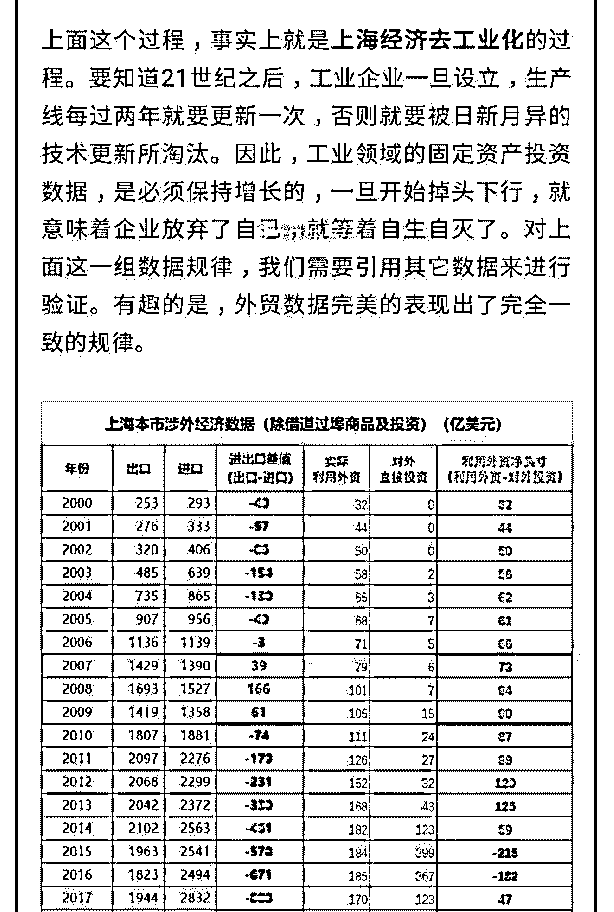 上面这个过程，事实上就是上海经济去工业化的过
程。要知道21世纪之后，工业企业一旦设立，生产
线每过两年就要更新一次，否则就要被日新月异的
技术更新所淘汰。因此，工业领域的固定资产投资
数据，是必须保持增长的，一旦开始掉头下行，就
意味着企业放弃了自己 就等着自生自灭了。对上
面这一组数据规律，我们需要引用其它数据来进行
验证。有趣的是，外贸数据完美的表现出了完全一
致的规律。
上海本市涉外经济数据（除借道过埠商品及投资）（亿美元）
年份 出口 进口 进出口差值 实际 对外 利用外资
（出口-进口） 利用外资 直接投资 （利用外资-对外投资）
2000 253 293 32 0 32
2001 276 333 -57 44 0 44
2002 320 406 50 0 50
2003 485 639 -154 58 2 56
2004 735 865 3 62
2005 907 956 68 7 61
2006 1136 1139 -3 71 5 66
2007 1429 1390 39 79 6 73
2008 1693 1527 166 101 7 94
2009 1419 1358 61 105 15 90
2010 1807 1881 -74 111 24 87
2011 2097 2276 -179 126 27 99
2012 2068 2299 -231 152 32 120
2013 2042 2372 168 43 125
2014 2102 2563 -461 182 123 59
2015 1963 2541 -578 184 399 -215
2016 1823 2494 -671 185 367 -182
2017 1944 2832 170 123 47